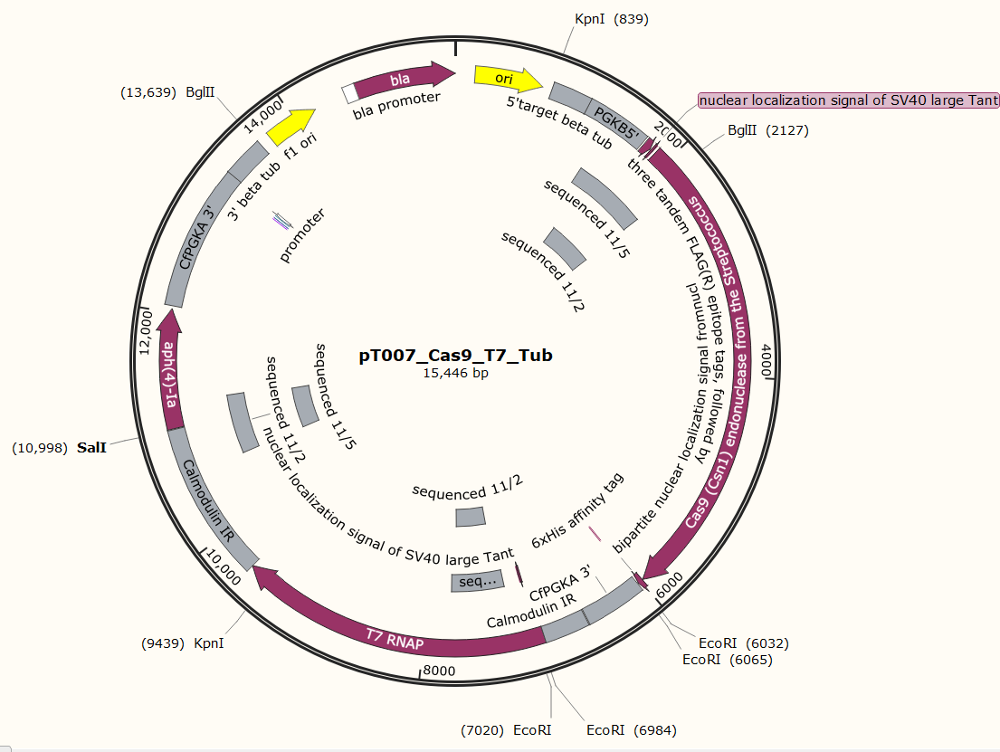 KpnI (839)
nuclear localization signal of SV40 large Tant
BglII (2127)
2000
(13,639) BglII
14,000
bla
bla promoter
ori
5'target beta tub
PGKB5'
f1 ori
3' beta tub
CfPGKA 3'
promoter
sequenced 11/5
sequenced 11/2
three tandem FLAG(R) epitope tags, followed by
Cas9 (Csn1) endonuclease from the Streptococcus
bipartite nuclear localization signal from nucl
4000
12,000
aph(4)-Ia
pT007_Cas9_T7_Tub
15,446 bp
sequenced 11/2
sequenced 11/5
(10,998) SalI
Calmodulin IR
nuclear localization signal of SV40 large Tant
sequenced 11/2
6xHis affinity tag
seq...
CfPGKA 3'
Calmodulin IR
6000
10,000
T7 RNAP
(9439) KpnI
EcoRI (6032)
EcoRI (6065)
8000
(7020) EcoRI
EcoRI (6984)